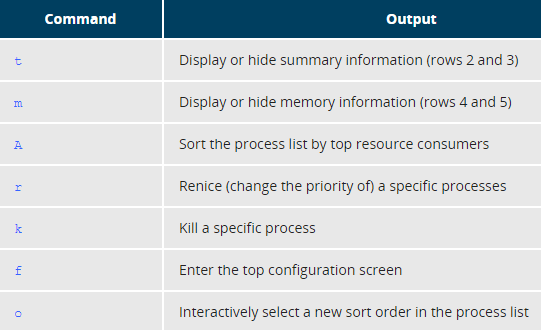 Command Output
t Display or hide summary information (rows 2 and 3)
m Display or hide memory information (rows 4 and 5)
A Sort the process list by top resource consumers
r Renice (change the priority of) a specific processes
k Kill a specific process
f Enter the top configuration screen
o Interactively select a new sort order in the process list